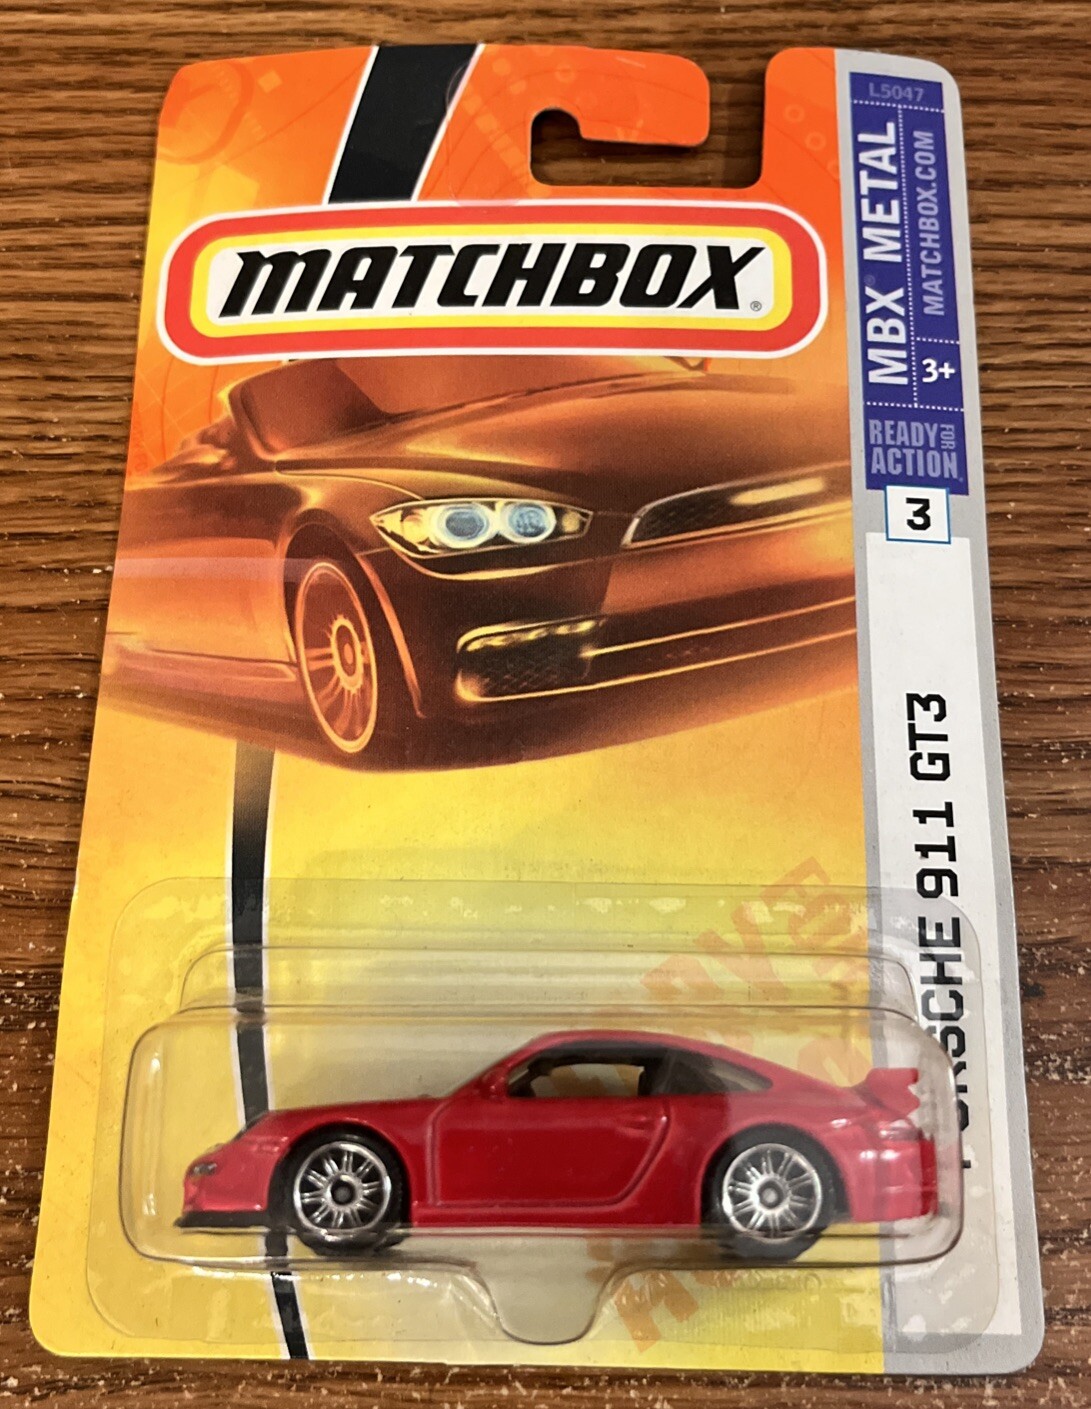 MATCHBOX®
L5047
MBX® METAL
MATCHBOX.COM
3+
READY FOR ACTION
3
PORSCHE 911 GT3